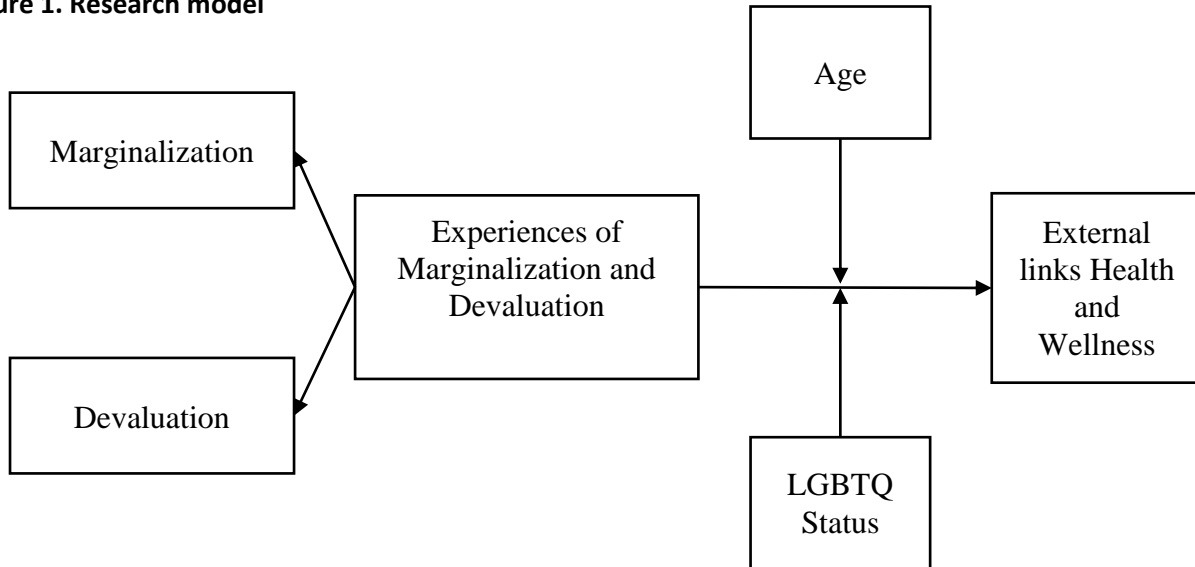 ure 1. Research model
Age
Marginalization
Experiences of
Marginalization and
Devaluation
External
links Health
and
Wellness
Devaluation
LGBTQ
Status